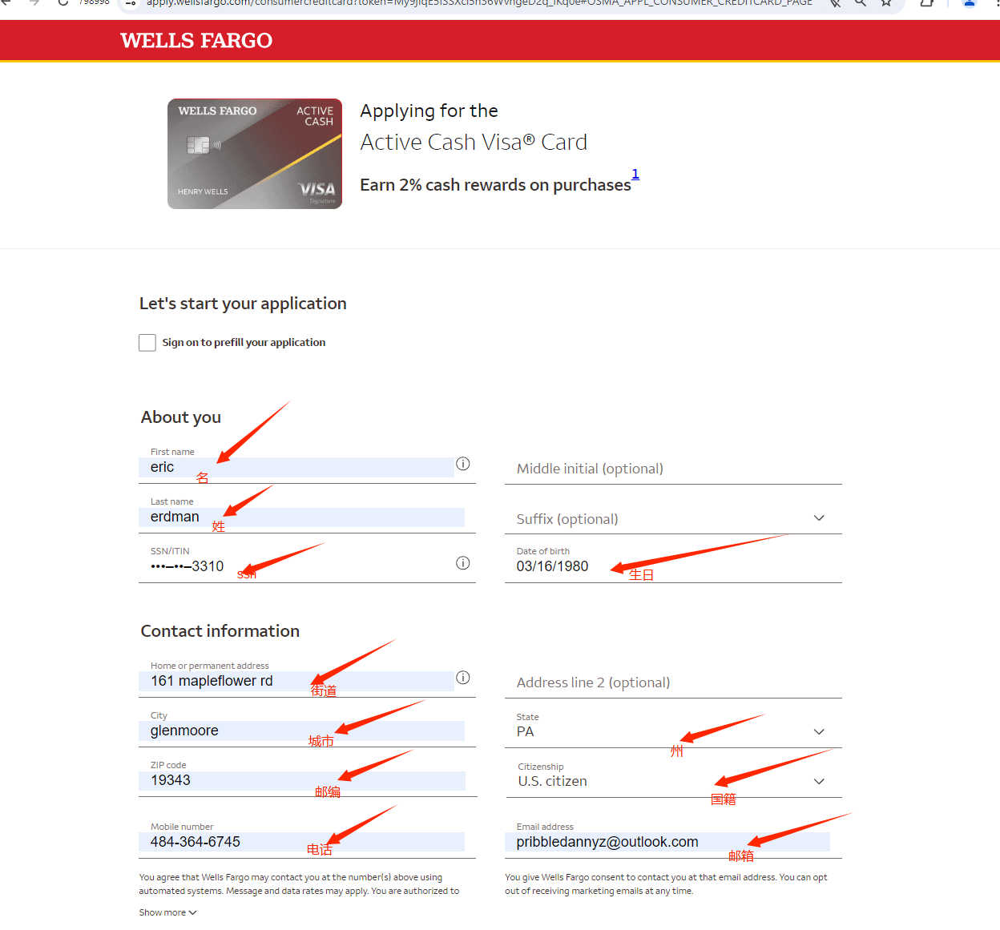 798998
WELLS FARGO
WELLS FARGO
ACTIVE
CASH
HENRY WELLS
VISA
Signature
Applying for the
Active Cash Visa® Card
Earn 2% cash rewards on purchases1
Let's start your application
Sign on to prefill your application
About you
First name
eric
名
Middle initial (optional)
Last name
erdman
姓
Suffix (optional)
SSN/ITIN
•••–••–3310
ssn
Date of birth
03/16/1980
生日
Contact information
Home or permanent address
161 mapleflower rd
街道
Address line 2 (optional)
City
glenmoore
城市
State
PA
州
ZIP code
19343
邮编
Citizenship
U.S. citizen
国籍
Mobile number
484-364-6745
电话
Email address
pribbledannyz@outlook.com
邮箱
You agree that Wells Fargo may contact you at the number(s) above using
automated systems. Message and data rates may apply. You are authorized to
Show more
You give Wells Fargo consent to contact you at that email address. You can opt
out of receiving marketing emails at any time.